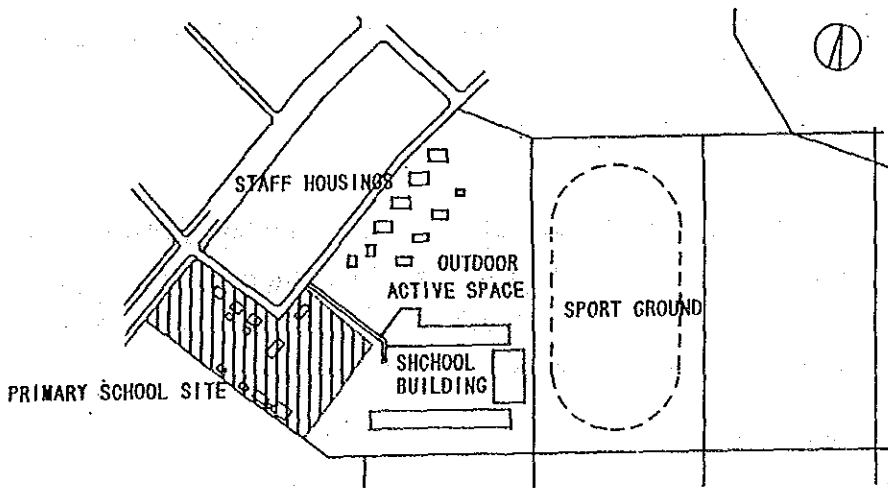 STAFF HOUSINGS
OUTDOOR
ACTIVE SPACE
SPORT GROUND
SHCHOOL
BUILDING
PRIMARY SCHOOL SITE